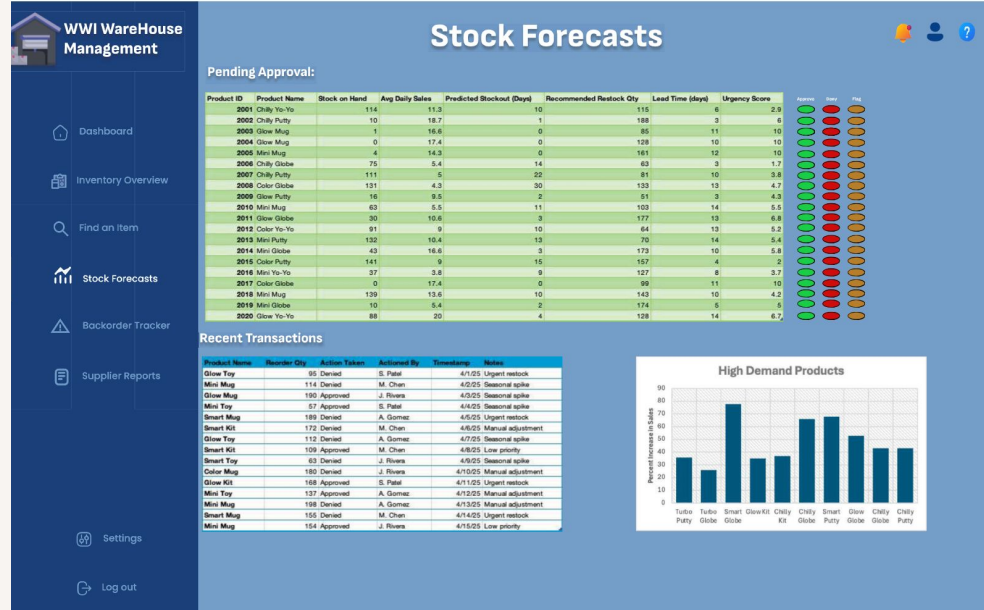 WWI WareHouse
Management
Stock Forecasts
?
Pending Approval:
Dashboard
Inventory Overview
Find an Item
Stock Forecasts
Backorder Tracker
Supplier Reports
Settings
Log out
Product ID Product Name Stock on Hand Avg Daily Sales Predicted Stockout (Days) Recommended Restock Qty Lead Time (days) Urgency Score Approve Deny Flag
2001 Chilly Yo-Yo 114 11.3 10 115 6 2.9
2002 Chilly Putty 10 18.7 1 188 3 6
2003 Glow Mug 1 16.6 0 85 11 10
2004 Glow Mug 0 17.4 0 128 10 10
2005 Mini Mug 4 14.3 0 161 12 10
2006 Chilly Globe 75 5.4 14 63 3 1.7
2007 Chilly Putty 111 5 22 81 10 3.8
2008 Color Globe 131 4.3 30 133 13 4.7
2009 Glow Putty 16 9.5 2 51 3 4.3
2010 Mini Mug 63 5.5 11 103 14 5.5
2011 Glow Globe 30 10.6 3 177 13 6.8
2012 Color Yo-Yo 91 9 10 64 13 5.2
2013 Mini Putty 132 10.4 13 70 14 5.4
2014 Mini Globe 43 16.6 3 173 10 5.8
2015 Color Putty 141 9 15 157 4 2
2016 Mini Yo-Yo 37 3.8 9 127 8 3.7
2017 Color Globe 0 17.4 0 99 11 10
2018 Mini Mug 139 13.6 10 143 10 4.2
2019 Mini Globe 10 5.4 2 174 5 5
2020 Glow Yo-Yo 88 20 4 128 14 6.7
Recent Transactions
Product Name Reorder Qty Action Taken Actioned By Timestamp Notes
Glow Toy 95 Denied S. Patel 4/1/25 Urgent restock
Mini Mug 114 Denied M. Chen 4/2/25 Seasonal spike
Glow Mug 190 Approved J. Rivera 4/3/25 Seasonal spike
Mini Toy 57 Approved S. Patel 4/4/25 Seasonal spike
Smart Mug 189 Denied A. Gomez 4/5/25 Urgent restock
Smart Kit 172 Denied M. Chen 4/6/25 Manual adjustment
Glow Toy 112 Denied A. Gomez 4/7/25 Seasonal spike
Smart Kit 109 Approved M. Chen 4/8/25 Low priority
Smart Toy 63 Denied J. Rivera 4/9/25 Seasonal spike
Color Mug 180 Denied J. Rivera 4/10/25 Manual adjustment
Glow Kit 168 Approved S. Patel 4/11/25 Urgent restock
Mini Toy 137 Approved A. Gomez 4/12/25 Manual adjustment
Mini Mug 198 Denied A. Gomez 4/13/25 Manual adjustment
Smart Mug 155 Denied M. Chen 4/14/25 Urgent restock
Mini Mug 154 Approved J. Rivera 4/15/25 Low priority
High Demand Products
Percent Increase in Sales
90
80
70
60
50
40
30
20
10
0
Turbo Turbo Smart Glow Kit Chilly Chilly Smart Glow Chilly Chilly
Putty Globe Globe Kit Globe Putty Globe Globe Putty